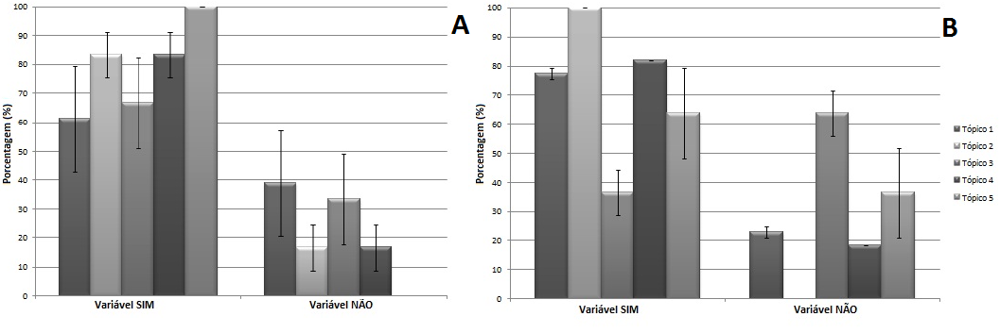 A
Porcentagem (%)
100
90
80
70
60
50
40
30
20
10
0
Variável SIM
Variável NÃO
B
Porcentagem (%)
100
90
80
70
60
50
40
30
20
10
0
Variável SIM
Variável NÃO
Tópico 1
Tópico 2
Tópico 3
Tópico 4
Tópico 5